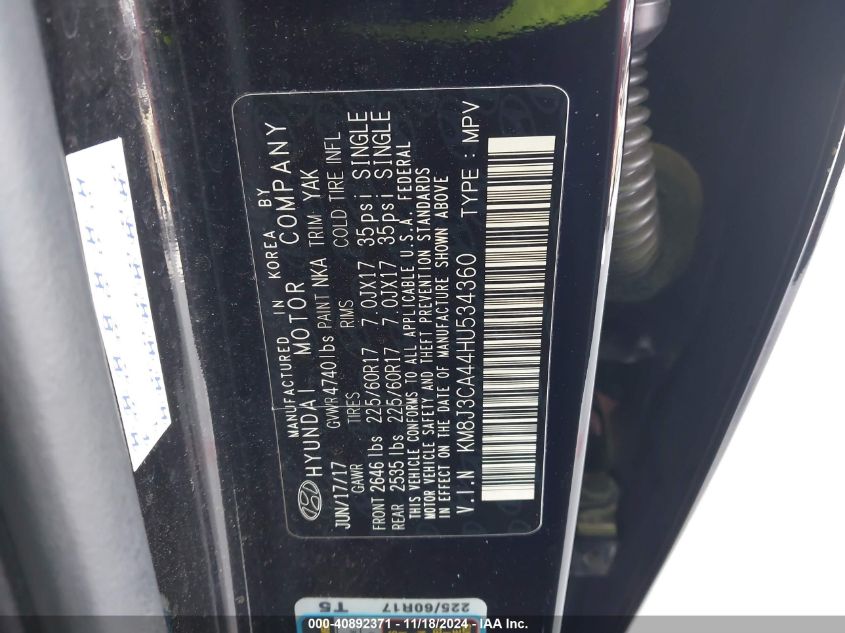 MANUFACTURED IN KOREA BY
HYUNDAI MOTOR COMPANY
JUN/17/17 GVWR 4740lbs PAINT NKA TRIM YAK
GAWR TIRES RIMS COLD TIRE INFL
FRONT 2646 lbs 225/60R17 7.0JX17 35psi SINGLE
REAR 2535 lbs 225/60R17 7.0JX17 35psi SINGLE
THIS VEHICLE CONFORMS TO ALL APPLICABLE U.S.A. FEDERAL
MOTOR VEHICLE SAFETY AND THEFT PREVENTION STANDARDS
IN EFFECT ON THE DATE OF MANUFACTURE SHOWN ABOVE
V.I.N KM8J3CA44HU534360 TYPE : MPV
225/60R17
T5
-- 40892371 - 11/18/2024 - IAA Inc.